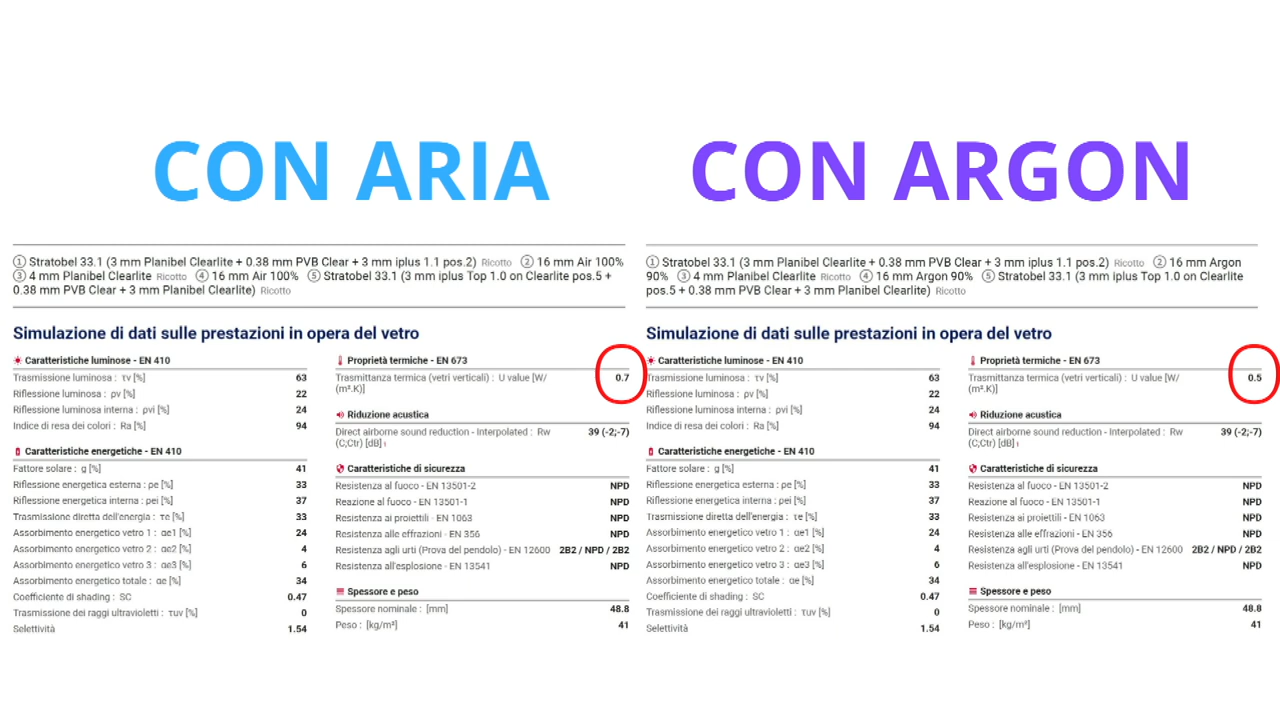 CON ARIA
① Stratobel 33.1 (3 mm Planibel Clearlite + 0.38 mm PVB Clear + 3 mm iplus 1.1 pos.2) Ricotto ② 16 mm Air 100%
③ 4 mm Planibel Clearlite Ricotto ④ 16 mm Air 100% ⑤ Stratobel 33.1 (3 mm iplus Top 1.0 on Clearlite pos.5 +
0.38 mm PVB Clear + 3 mm Planibel Clearlite) Ricotto
Simulazione di dati sulle prestazioni in opera del vetro
Caratteristiche luminose - EN 410
Trasmissione luminosa : τv [%] 63
Riflessione luminosa : ρv [%] 22
Riflessione luminosa interna : ρvi [%] 24
Indice di resa dei colori : Ra [%] 94
Caratteristiche energetiche - EN 410
Fattore solare : g [%] 41
Riflessione energetica esterna : ρe [%] 33
Riflessione energetica interna : ρei [%] 37
Trasmissione diretta dell'energia : τe [%] 33
Assorbimento energetico vetro 1 : αe1 [%] 24
Assorbimento energetico vetro 2 : αe2 [%] 4
Assorbimento energetico vetro 3 : αe3 [%] 6
Assorbimento energetico totale : αe [%] 34
Coefficiente di shading : SC 0.47
Trasmissione dei raggi ultravioletti : τuv [%] 0
Selettività 1.54
Proprietà termiche - EN 673
Trasmittanza termica (vetri verticali) : U value [W/ 0.7
(m².K)]
Riduzione acustica
Direct airborne sound reduction - Interpolated : Rw 39 (-2;-7)
(C;Ctr) [dB] ı
Caratteristiche di sicurezza
Resistenza al fuoco - EN 13501-2 NPD
Reazione al fuoco - EN 13501-1 NPD
Resistenza ai proiettili - EN 1063 NPD
Resistenza alle effrazioni - EN 356 NPD
Resistenza agli urti (Prova del pendolo) - EN 12600 2B2 / NPD / 2B2
Resistenza all'esplosione - EN 13541 NPD
Spessore e peso
Spessore nominale : [mm] 48.8
Peso : [kg/m²] 41
CON ARGON
① Stratobel 33.1 (3 mm Planibel Clearlite + 0.38 mm PVB Clear + 3 mm iplus 1.1 pos.2) Ricotto ② 16 mm Argon
90% ③ 4 mm Planibel Clearlite Ricotto ④ 16 mm Argon 90% ⑤ Stratobel 33.1 (3 mm iplus Top 1.0 on Clearlite
pos.5 + 0.38 mm PVB Clear + 3 mm Planibel Clearlite) Ricotto
Simulazione di dati sulle prestazioni in opera del vetro
Caratteristiche luminose - EN 410
Trasmissione luminosa : τv [%] 63
Riflessione luminosa : ρv [%] 22
Riflessione luminosa interna : ρvi [%] 24
Indice di resa dei colori : Ra [%] 94
Caratteristiche energetiche - EN 410
Fattore solare : g [%] 41
Riflessione energetica esterna : ρe [%] 33
Riflessione energetica interna : ρei [%] 37
Trasmissione diretta dell'energia : τe [%] 33
Assorbimento energetico vetro 1 : αe1 [%] 24
Assorbimento energetico vetro 2 : αe2 [%] 4
Assorbimento energetico vetro 3 : αe3 [%] 6
Assorbimento energetico totale : αe [%] 34
Coefficiente di shading : SC 0.47
Trasmissione dei raggi ultravioletti : τuv [%] 0
Selettività 1.54
Proprietà termiche - EN 673
Trasmittanza termica (vetri verticali) : U value [W/ 0.5
(m².K)]
Riduzione acustica
Direct airborne sound reduction - Interpolated : Rw 39 (-2;-7)
(C;Ctr) [dB] ı
Caratteristiche di sicurezza
Resistenza al fuoco - EN 13501-2 NPD
Reazione al fuoco - EN 13501-1 NPD
Resistenza ai proiettili - EN 1063 NPD
Resistenza alle effrazioni - EN 356 NPD
Resistenza agli urti (Prova del pendolo) - EN 12600 2B2 / NPD / 2B2
Resistenza all'esplosione - EN 13541 NPD
Spessore e peso
Spessore nominale : [mm] 48.8
Peso : [kg/m²] 41